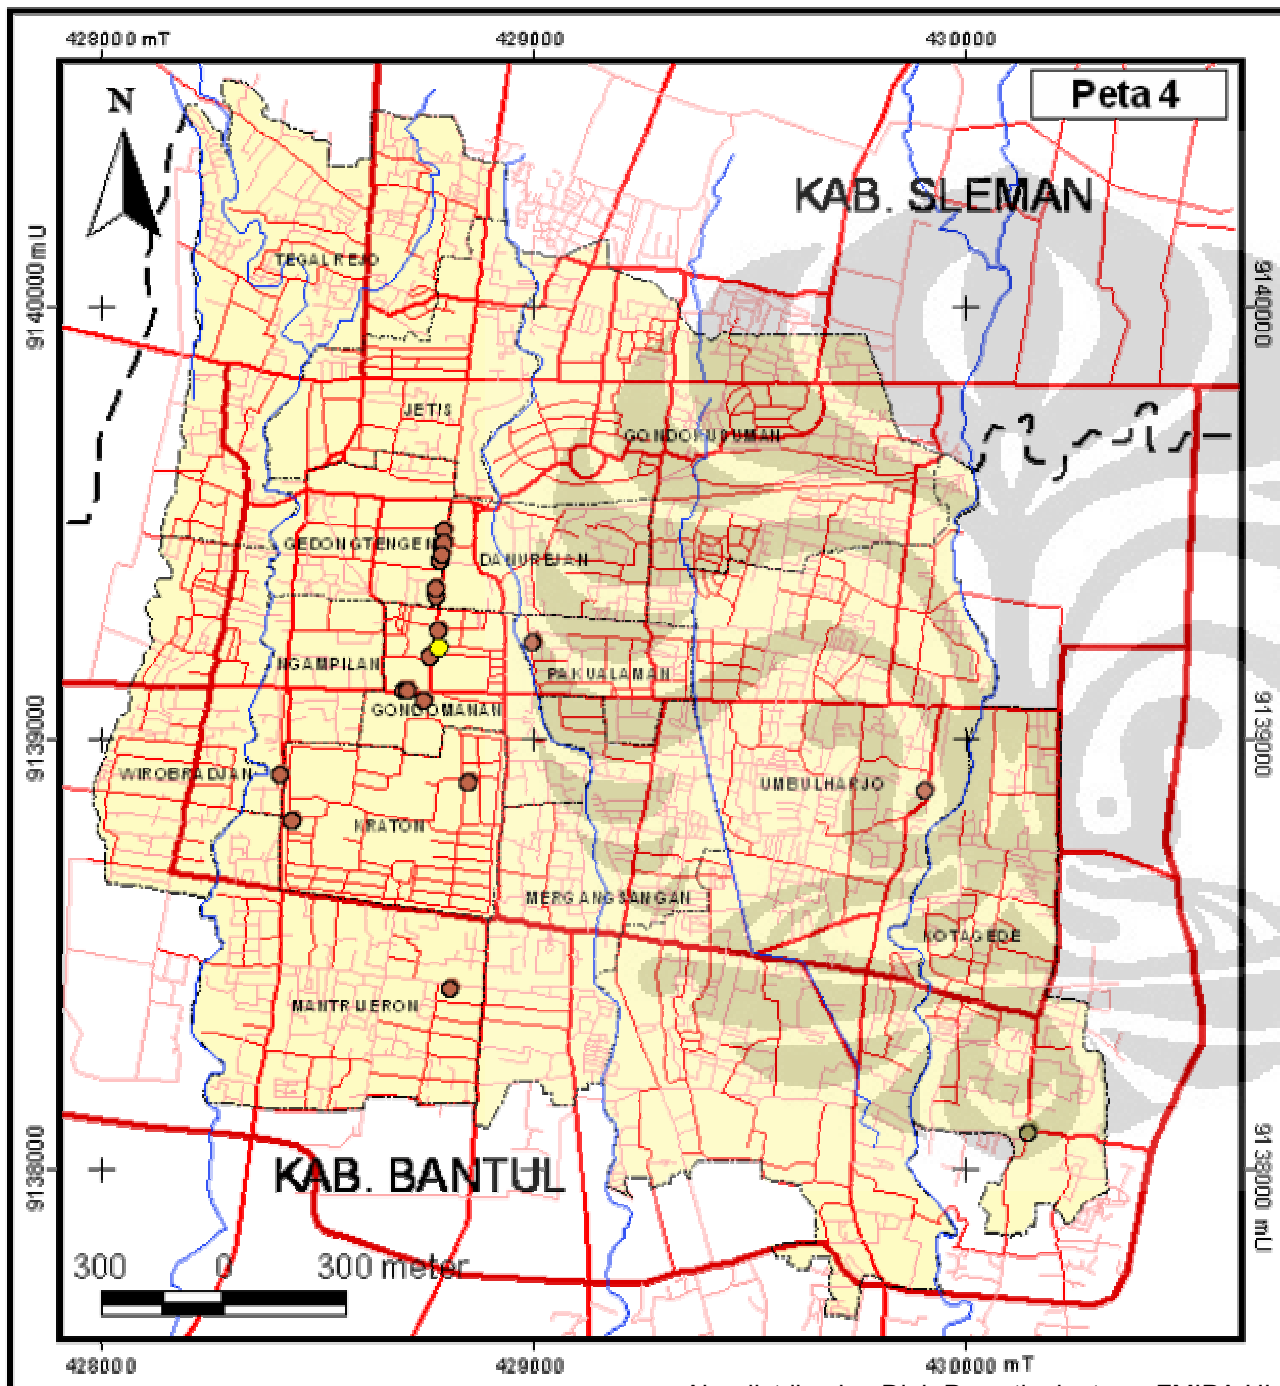 428000 mT 429000 430000
Peta 4
N
KAB. SLEMAN
TEGALREJO
9140000 mU
9140000
JETIS
GONDOKUSUMAN
GEDONGTENGEN
DANUREJAN
NGAMPILAN
PAKUALAMAN
GONDOMANAN
9139000
9139000
WIROBRADJAN
UMBULHARJO
KRATON
MERGANGSANGAN
KOTAGEDE
MANTRIJERON
9138000
9138000 mU
KAB. BANTUL
300 0 300 meter
428000 429000 430000 mT